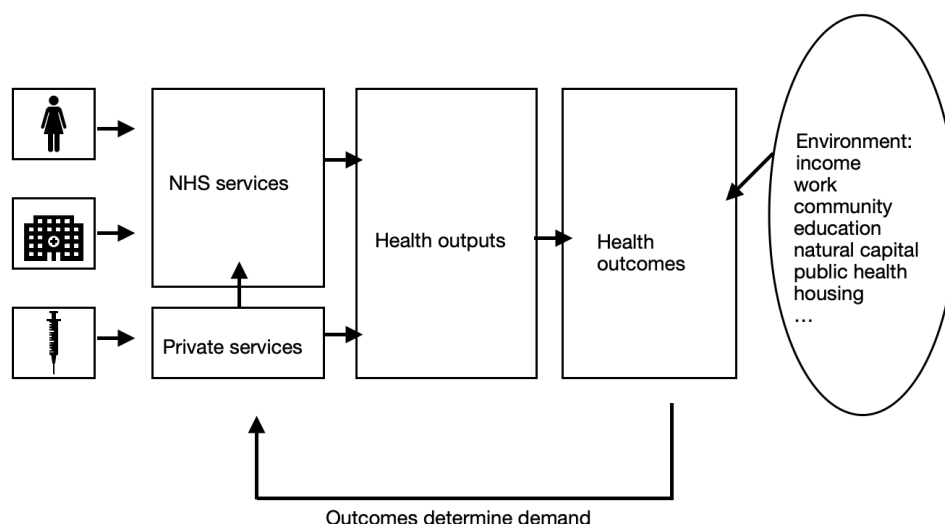 NHS services
Private services
Health outputs
Health
outcomes
Environment:
income
work
community
education
natural capital
public health
housing
...
Outcomes determine demand